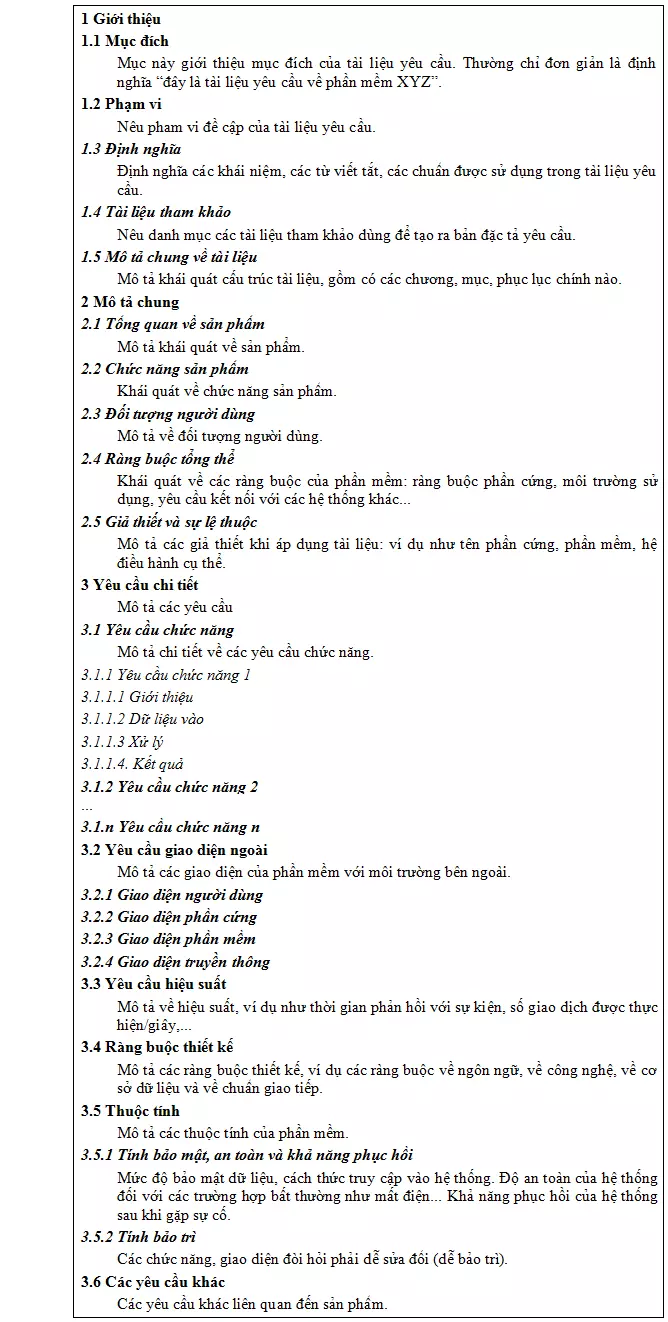 1 Giới thiệu
1.1 Mục đích
Mục này giới thiệu mục đích của tài liệu yêu cầu. Thường chỉ đơn giản là định
nghĩa “đây là tài liệu yêu cầu về phần mềm XYZ”.
1.2 Phạm vi
Nêu phạm vi đề cập của tài liệu yêu cầu.
1.3 Định nghĩa
Định nghĩa các khái niệm, các từ viết tắt, các chuẩn được sử dụng trong tài liệu yêu
cầu.
1.4 Tài liệu tham khảo
Nêu danh mục các tài liệu tham khảo dùng để tạo ra bản đặc tả yêu cầu.
1.5 Mô tả chung về tài liệu
Mô tả khái quát cấu trúc tài liệu, gồm có các chương, mục, phục lục chính nào.
2 Mô tả chung
2.1 Tổng quan về sản phẩm
Mô tả khái quát về sản phẩm.
2.2 Chức năng sản phẩm
Khái quát về chức năng sản phẩm.
2.3 Đối tượng người dùng
Mô tả về đối tượng người dùng.
2.4 Ràng buộc tổng thể
Khái quát về các ràng buộc của phần mềm: ràng buộc phần cứng, môi trường sử
dụng, yêu cầu kết nối với các hệ thống khác...
2.5 Giả thiết và sự lệ thuộc
Mô tả các giả thiết khi áp dụng tài liệu: ví dụ như tên phần cứng, phần mềm, hệ
điều hành cụ thể.
3 Yêu cầu chi tiết
Mô tả các yêu cầu
3.1 Yêu cầu chức năng
Mô tả chi tiết về các yêu cầu chức năng.
3.1.1 Yêu cầu chức năng 1
3.1.1.1 Giới thiệu
3.1.1.2 Dữ liệu vào
3.1.1.3 Xử lý
3.1.1.4. Kết quả
3.1.2 Yêu cầu chức năng 2
...
3.1.n Yêu cầu chức năng n
3.2 Yêu cầu giao diện ngoài
Mô tả các giao diện của phần mềm với môi trường bên ngoài.
3.2.1 Giao diện người dùng
3.2.2 Giao diện phần cứng
3.2.3 Giao diện phần mềm
3.2.4 Giao diện truyền thông
3.3 Yêu cầu hiệu suất
Mô tả về hiệu suất, ví dụ như thời gian phản hồi với sự kiện, số giao dịch được thực
hiện/giây,...
3.4 Ràng buộc thiết kế
Mô tả các ràng buộc thiết kế, ví dụ các ràng buộc về ngôn ngữ, về công nghệ, về cơ
sở dữ liệu và về chuẩn giao tiếp.
3.5 Thuộc tính
Mô tả các thuộc tính của phần mềm.
3.5.1 Tính bảo mật, an toàn và khả năng phục hồi
Mức độ bảo mật dữ liệu, cách thức truy cập vào hệ thống. Độ an toàn của hệ thống
đối với các trường hợp bất thường như mất điện... Khả năng phục hồi của hệ thống
sau khi gặp sự cố.
3.5.2 Tính bảo trì
Các chức năng, giao diện đòi hỏi phải dễ sửa đổi (dễ bảo trì).
3.6 Các yêu cầu khác
Các yêu cầu khác liên quan đến sản phẩm.